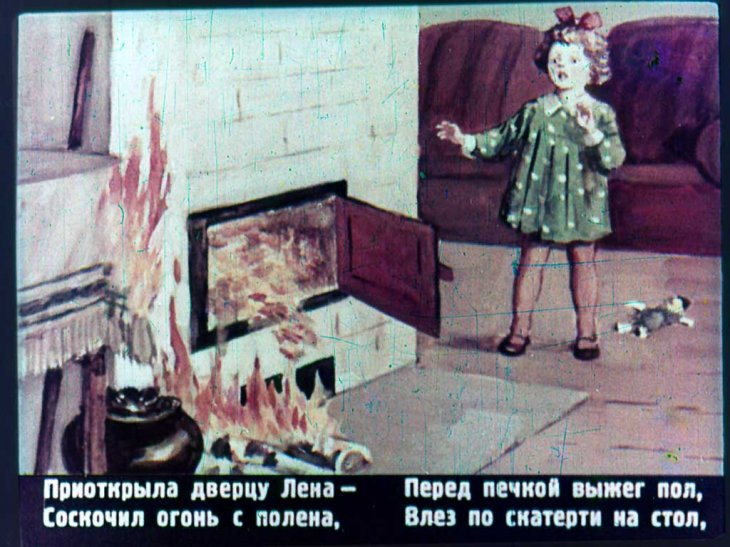 Приоткрыла дверцу Лена –
Соскочил огонь с полена,
Перед печкой выжег пол,
Влез по скатерти на стол,